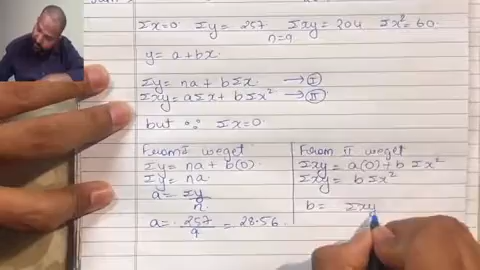 Σx=0 Σy= 257 Σxy= 204 Σx²= 60.
n=9
y= a+bx.
Σy= na + bΣx. → I
Σxy= aΣx+ bΣx² → II
but ∵ Σx=0.
From I we get
Σy= na + b(0).
Σy= na.
a= Σy/n.
a= 257/9 = 28.56.
From II we get
Σxy= a(0)+ b Σx²
Σxy= bΣx²
b= Σxy